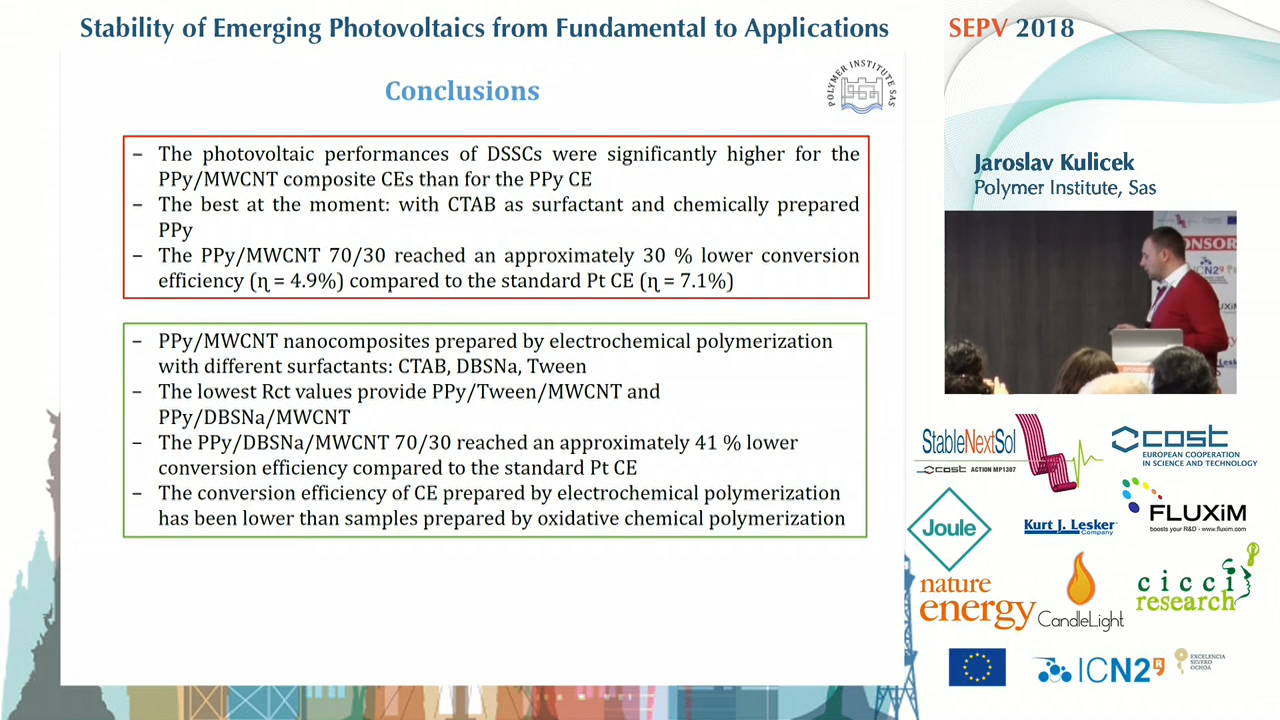 Stability of Emerging Photovoltaics from Fundamental to Applications
SEPV 2018
Conclusions
POLYMER INSTITUTE SAS
– The photovoltaic performances of DSSCs were significantly higher for the
PPy/MWCNT composite CEs than for the PPy CE
– The best at the moment: with CTAB as surfactant and chemically prepared
PPy
– The PPy/MWCNT 70/30 reached an approximately 30 % lower conversion
efficiency (ɳ = 4.9%) compared to the standard Pt CE (ɳ = 7.1%)
– PPy/MWCNT nanocomposites prepared by electrochemical polymerization
with different surfactants: CTAB, DBSNa, Tween
– The lowest Rct values provide PPy/Tween/MWCNT and
PPy/DBSNa/MWCNT
– The PPy/DBSNa/MWCNT 70/30 reached an approximately 41 % lower
conversion efficiency compared to the standard Pt CE
– The conversion efficiency of CE prepared by electrochemical polymerization
has been lower than samples prepared by oxidative chemical polymerization
Jaroslav Kulicek
Polymer Institute, Sas
StableNextSol
cost ACTION MP1307
cost
EUROPEAN COOPERATION
IN SCIENCE AND TECHNOLOGY
Joule
Kurt J. Lesker
Company
FLUXiM
boosts your R&D - www.fluxim.com
nature
energy
CandleLight
cicci
research
ICN2
EXCELENCIA
SEVERO
OCHOA